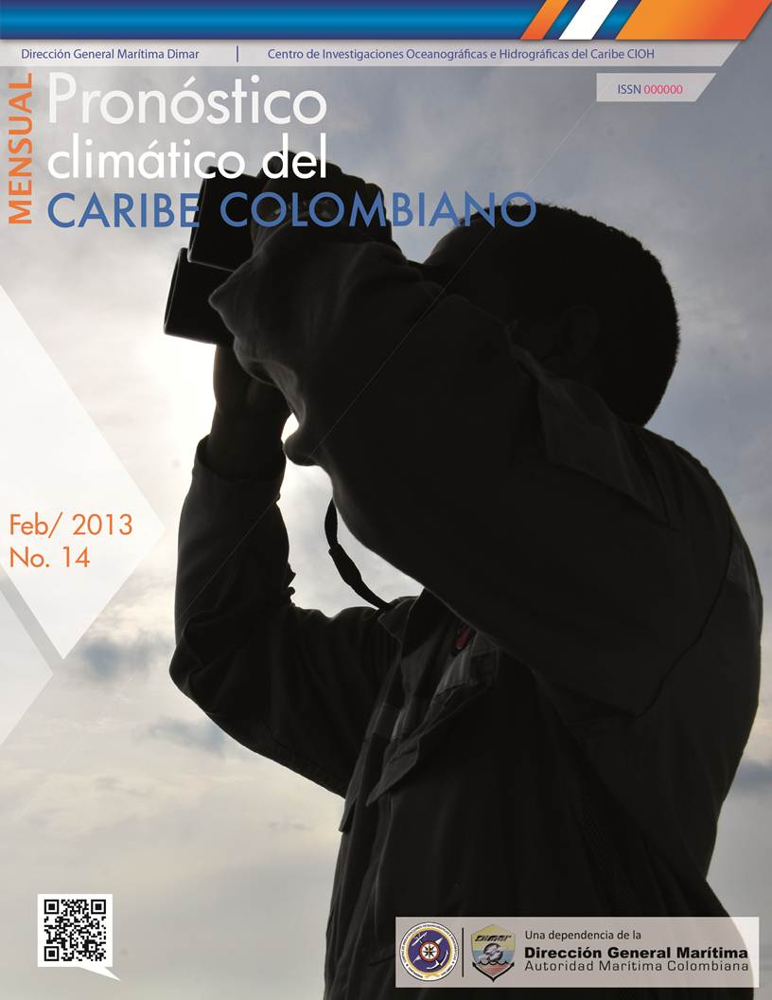 Dirección General Marítima Dimar | Centro de Investigaciones Oceanográficas e Hidrográficas del Caribe CIOH
ISSN 000000
MENSUAL
Pronóstico
climático del
CARIBE COLOMBIANO
Feb/ 2013
No. 14
Una dependencia de la
Dirección General Marítima
Autoridad Marítima Colombiana